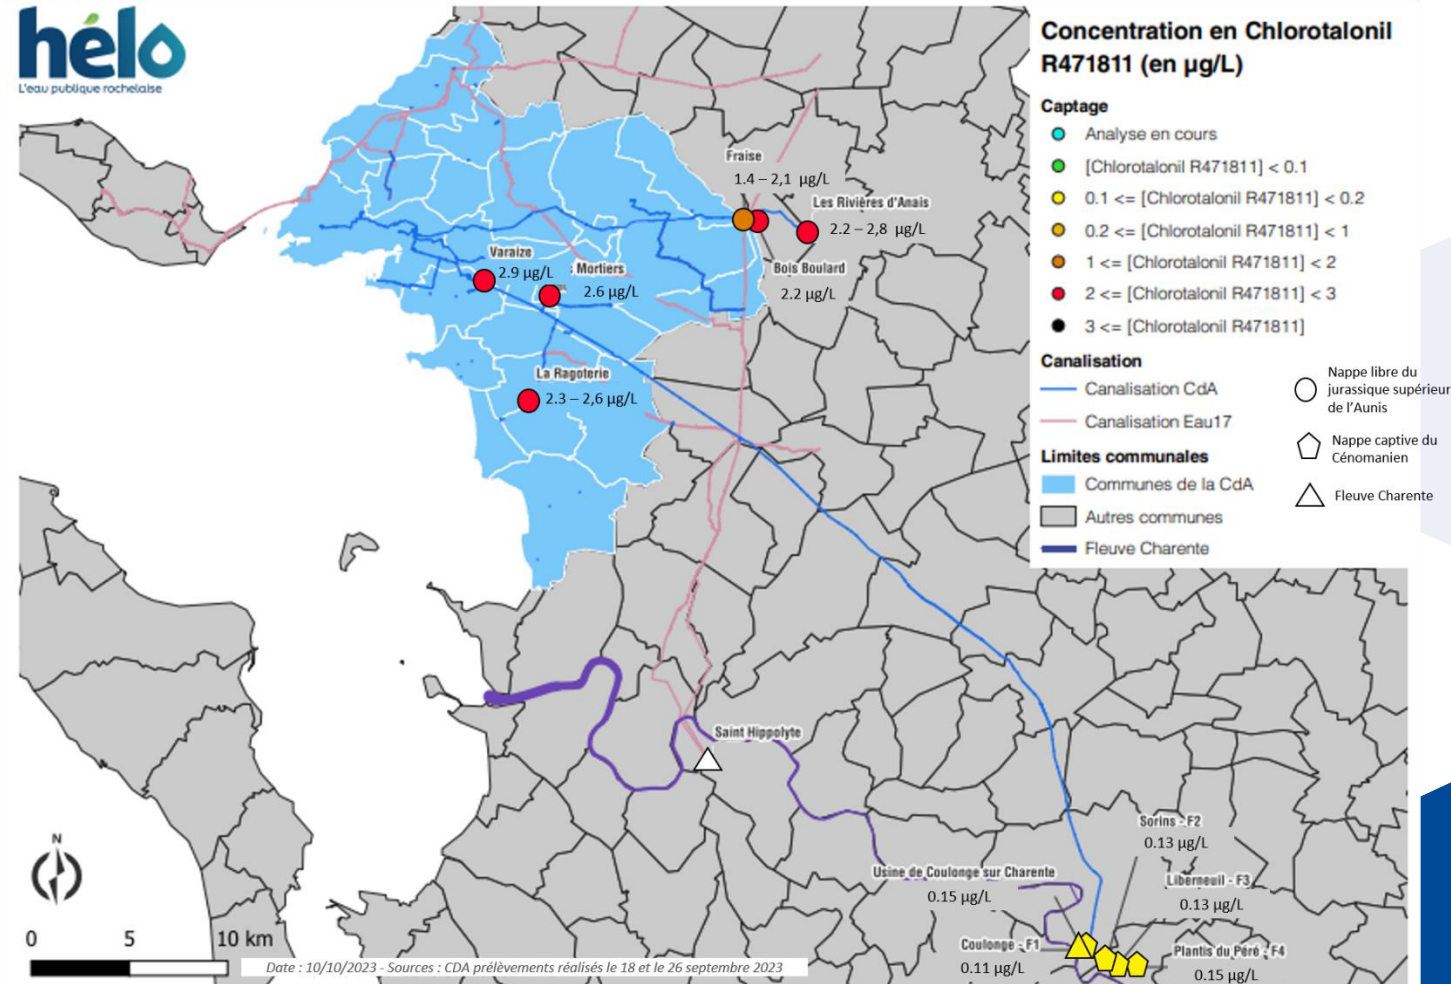 hélo
L'eau publique rochelaise
Concentration en Chlorotalonil
R471811 (en µg/L)
Captage
Analyse en cours
[Chlorotalonil R471811] < 0.1
0.1 <= [Chlorotalonil R471811] < 0.2
0.2 <= [Chlorotalonil R471811] < 1
1 <= [Chlorotalonil R471811] < 2
2 <= [Chlorotalonil R471811] < 3
3 <= [Chlorotalonil R471811]
Canalisation
Canalisation CdA
Canalisation Eau17
Limites communales
Communes de la CdA
Autres communes
Fleuve Charente
Nappe libre du
jurassique supérieur
de l'Aunis
Nappe captive du
Cénomanien
Fleuve Charente
Fraise
1.4 – 2,1 µg/L
Les Rivières d'Anais
2.2 – 2,8 µg/L
Bois Boulard
2.2 µg/L
Varaize
2.9 µg/L
Mortiers
2.6 µg/L
La Ragoterie
2.3 – 2,6 µg/L
Saint Hippolyte
Sorins - F2
0.13 µg/L
Usine de Coulonge sur Charente
0.15 µg/L
Liberneuil - F3
0.13 µg/L
Coulonge - F1
0.11 µg/L
Plantis du Péré - F4
0.15 µg/L
N
0 5 10 km
Date : 10/10/2023 - Sources : CDA prélèvements réalisés le 18 et le 26 septembre 2023